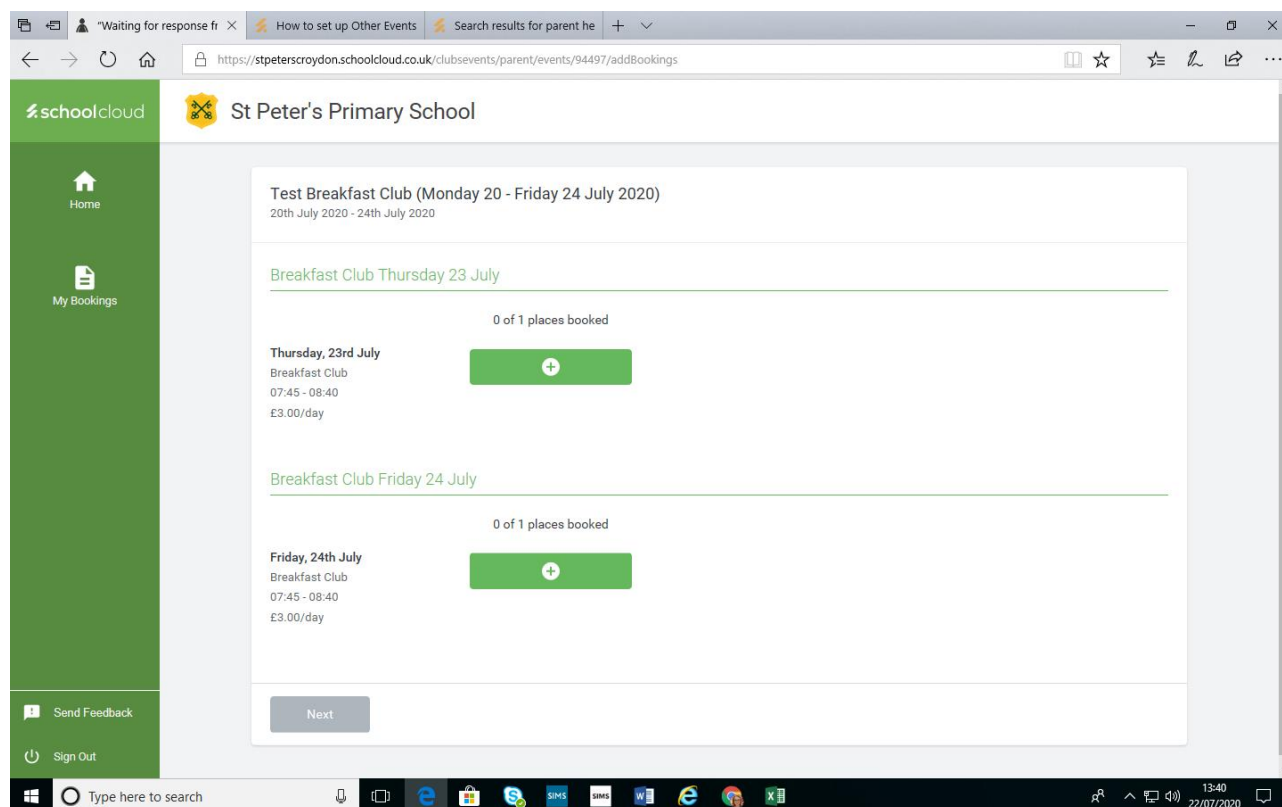 "Waiting for response fr
How to set up Other Events
Search results for parent he
https://stpeterscroydon.schoolcloud.co.uk/clubsevents/parent/events/94497/addBookings
schoolcloud
St Peter's Primary School
Home
My Bookings
Test Breakfast Club (Monday 20 - Friday 24 July 2020)
20th July 2020 - 24th July 2020
Breakfast Club Thursday 23 July
0 of 1 places booked
Thursday, 23rd July
Breakfast Club
07:45 - 08:40
£3.00/day
Breakfast Club Friday 24 July
0 of 1 places booked
Friday, 24th July
Breakfast Club
07:45 - 08:40
£3.00/day
Next
Send Feedback
Sign Out
Type here to search
SIMS
SIMS
13:40
22/07/2020